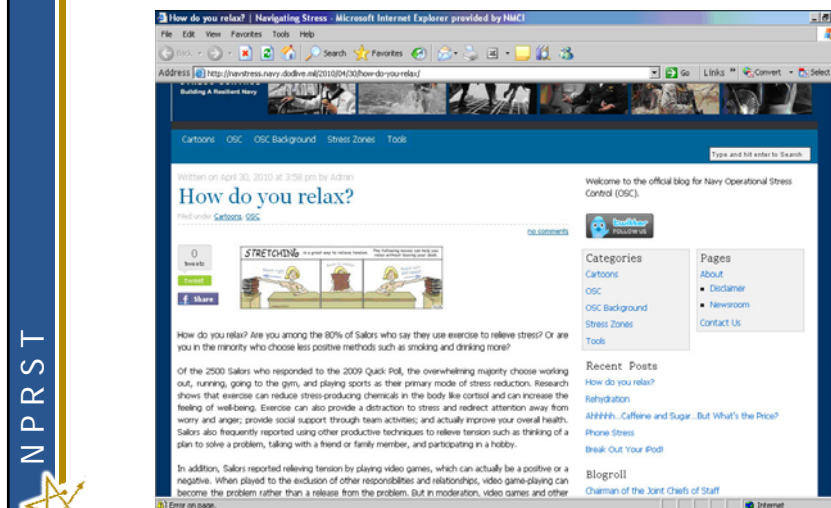 How do you relax? | Navigating Stress - Microsoft Internet Explorer provided by NMCI
File Edit View Favorites Tools Help
Back Search Favorites
Address http://navstress.navy.dodlive.mil/2010/04/30/how-do-you-relax/ Go Links » Convert Select
Building A Resilient Navy
Cartoons OSC OSC Background Stress Zones Tools
Type and hit enter to Search
Written on April 30, 2010 at 3:58 pm by Admin
How do you relax?
Filed under Cartoons, OSC
no comments
0
tweets
tweet
Share
STRETCHING is a great way to relieve tension. The following moves can help you
relax without leaving your desk.
How do you relax? Are you among the 80% of Sailors who say they use exercise to relieve stress? Or are
you in the minority who choose less positive methods such as smoking and drinking more?
Of the 2500 Sailors who responded to the 2009 Quick Poll, the overwhelming majority choose working
out, running, going to the gym, and playing sports as their primary mode of stress reduction. Research
shows that exercise can reduce stress-producing chemicals in the body like cortisol and can increase the
feeling of well-being. Exercise can also provide a distraction to stress and redirect attention away from
worry and anger; provide social support through team activities; and actually improve your overall health.
Sailors also frequently reported using other productive techniques to relieve tension such as thinking of a
plan to solve a problem, talking with a friend or family member, and participating in a hobby.
In addition, Sailors reported relieving tension by playing video games, which can actually be a positive or a
negative. When played to the exclusion of other responsibilities and relationships, video game-playing can
become the problem rather than a release from the problem. But in moderation, video games and other
Welcome to the official blog for Navy Operational Stress
Control (OSC).
twitter
FOLLOW US
Categories
Cartoons
OSC
OSC Background
Stress Zones
Tools
Pages
About
Disclaimer
Newsroom
Contact Us
Recent Posts
How do you relax?
Rehydration
Ahhhhh...Caffeine and Sugar...But What's the Price?
Phone Stress
Break Out Your iPod!
Blogroll
Chairman of the Joint Chiefs of Staff
Error on page.
Internet
NPRST